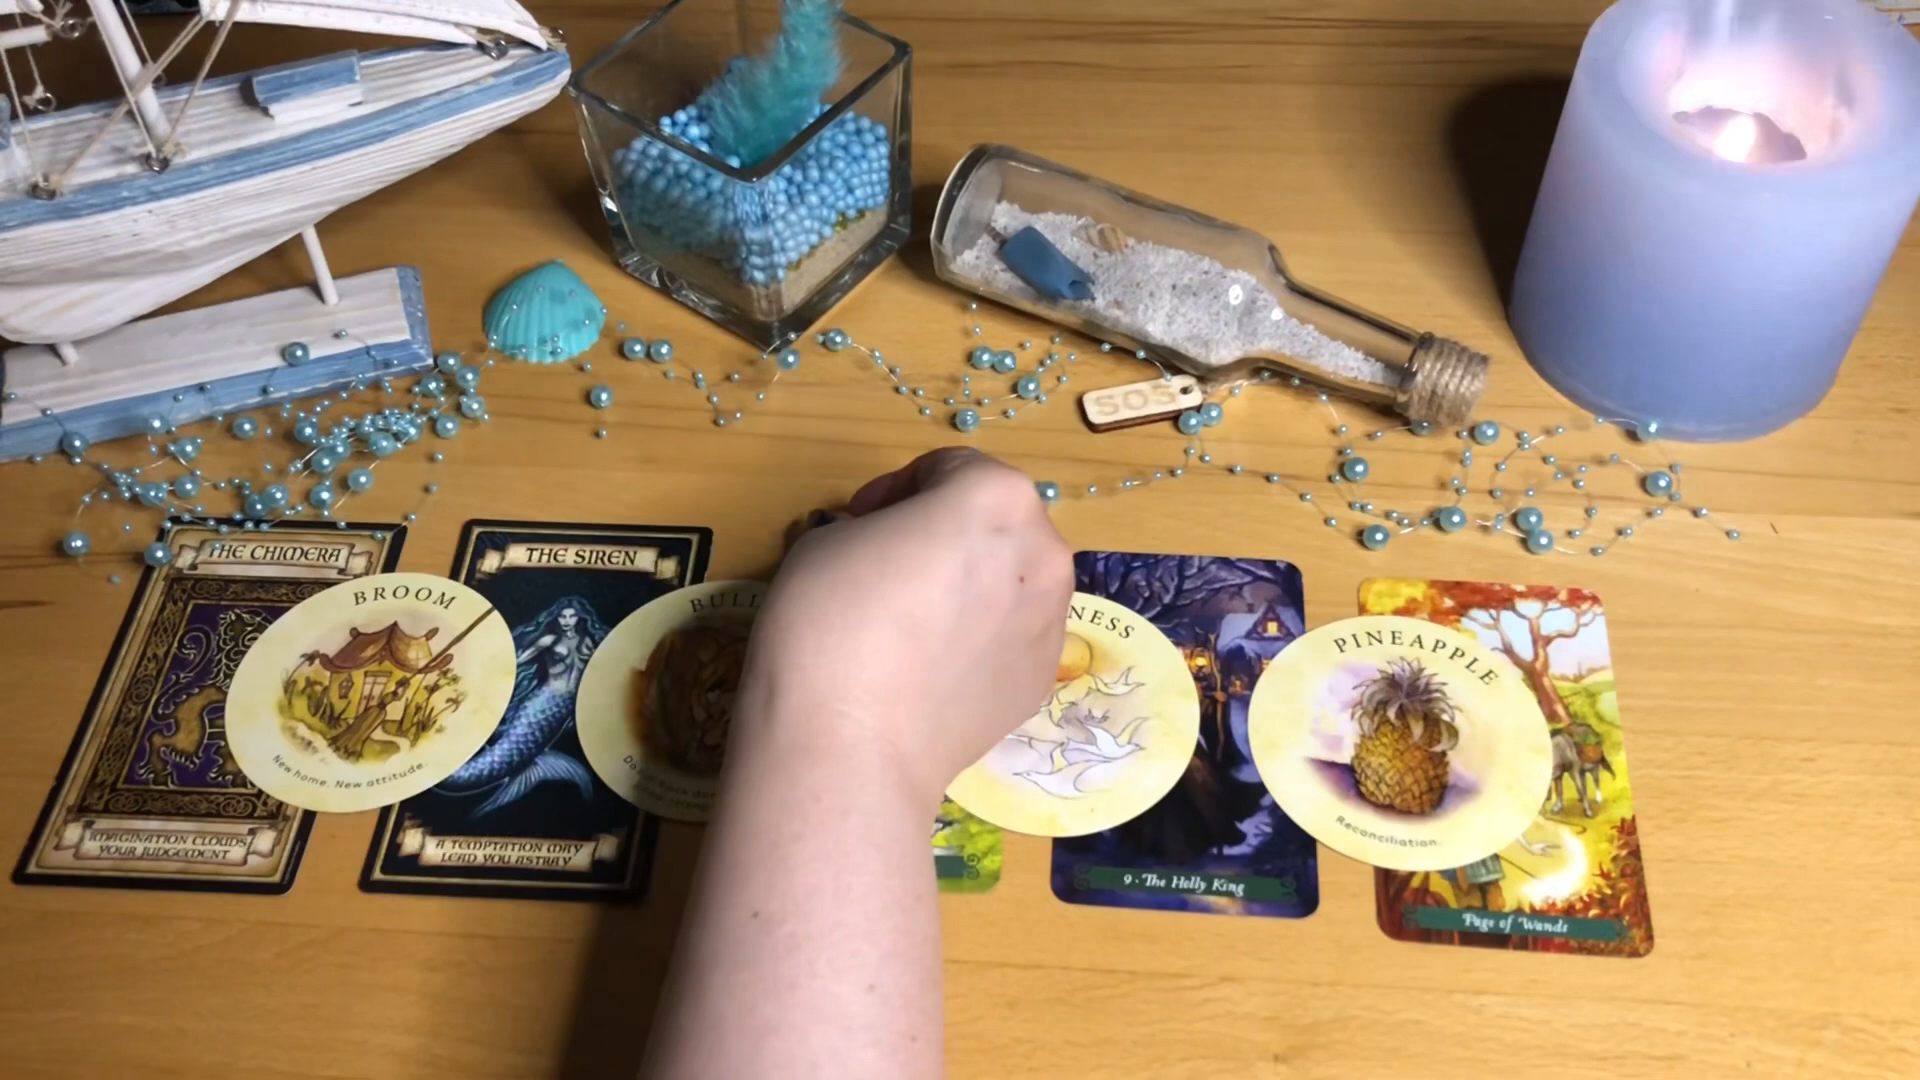 SOS
THE CHIMERA
IMAGINATION CLOUDS
YOUR JUDGEMENT
BROOM
New home. New attitude.
THE SIREN
A TEMPTATION MAY
LEAD YOU ASTRAY
BULL
NESS
9 · The Holly King
PINEAPPLE
Reconciliation.
Page of Wands